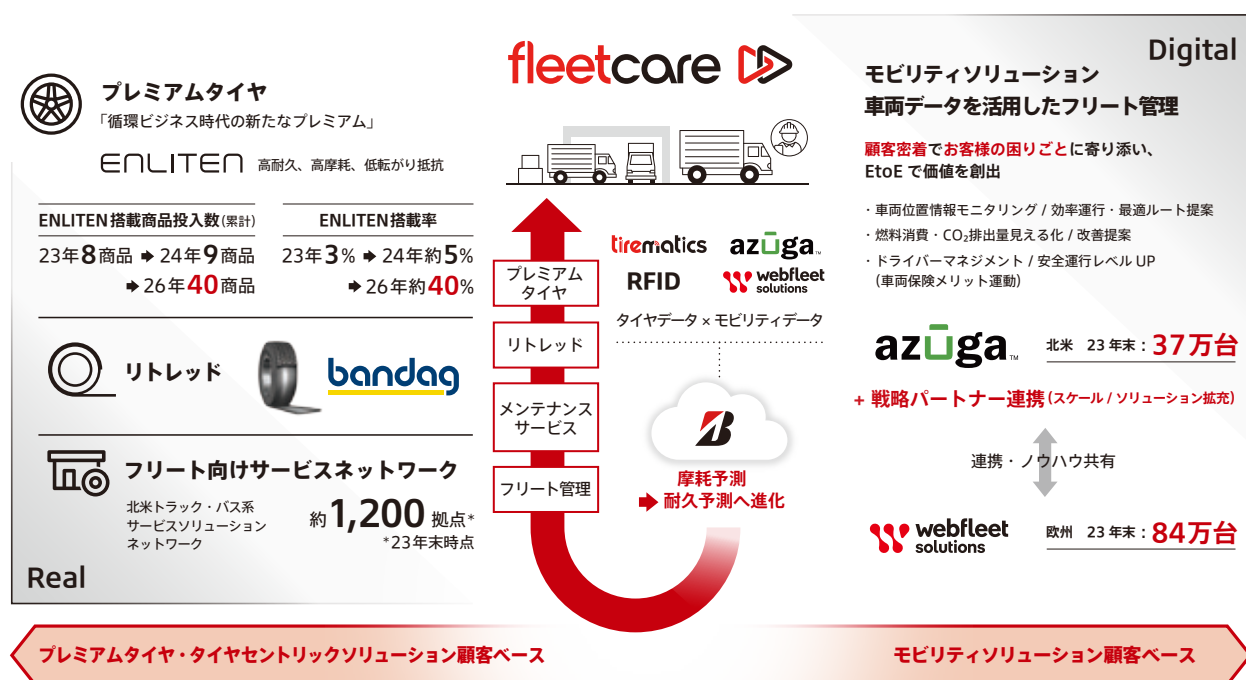 プレミアムタイヤ
「循環ビジネス時代の新たなプレミアム」
ENLITEN 高耐久、高摩耗、低転がり抵抗
ENLITEN搭載商品投入数(累計)
23年8商品 ➡ 24年9商品
➡ 26年40商品
ENLITEN搭載率
23年3% ➡ 24年約5%
➡ 26年約40%
リトレッド
bandag
フリート向けサービスネットワーク
北米トラック・バス系
サービスソリューション
ネットワーク
約1,200 拠点*
*23年末時点
Real
fleetcare
プレミアム
タイヤ
リトレッド
メンテナンス
サービス
フリート管理
tirematics azuga™
RFID webfleet
solutions
タイヤデータ × モビリティデータ
B
摩耗予測
➡ 耐久予測へ進化
Digital
モビリティソリューション
車両データを活用したフリート管理
顧客密着でお客様の困りごとに寄り添い、
EtoE で価値を創出
・車両位置情報モニタリング / 効率運行・最適ルート提案
・燃料消費・CO₂排出量見える化 / 改善提案
・ドライバーマネジメント / 安全運行レベル UP
(車両保険メリット運動)
azuga™ 北米 23 年末 : 37万台
+ 戦略パートナー連携(スケール / ソリューション拡充)
連携・ノウハウ共有
webfleet
solutions
欧州 23 年末 : 84万台
プレミアムタイヤ・タイヤセントリックソリューション顧客ベース
モビリティソリューション顧客ベース